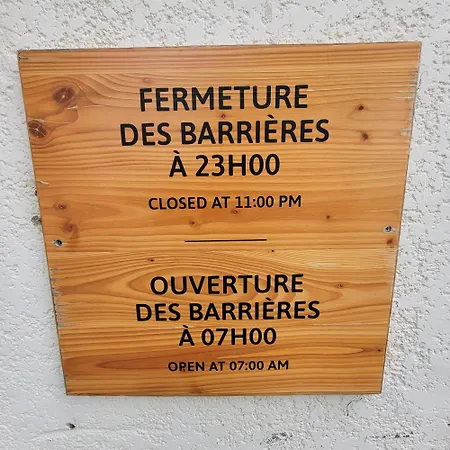 FERMETURE
DES BARRIÈRES
À 23H00
CLOSED AT 11:00 PM
OUVERTURE
DES BARRIÈRES
À 07H00
OPEN AT 07:00 AM